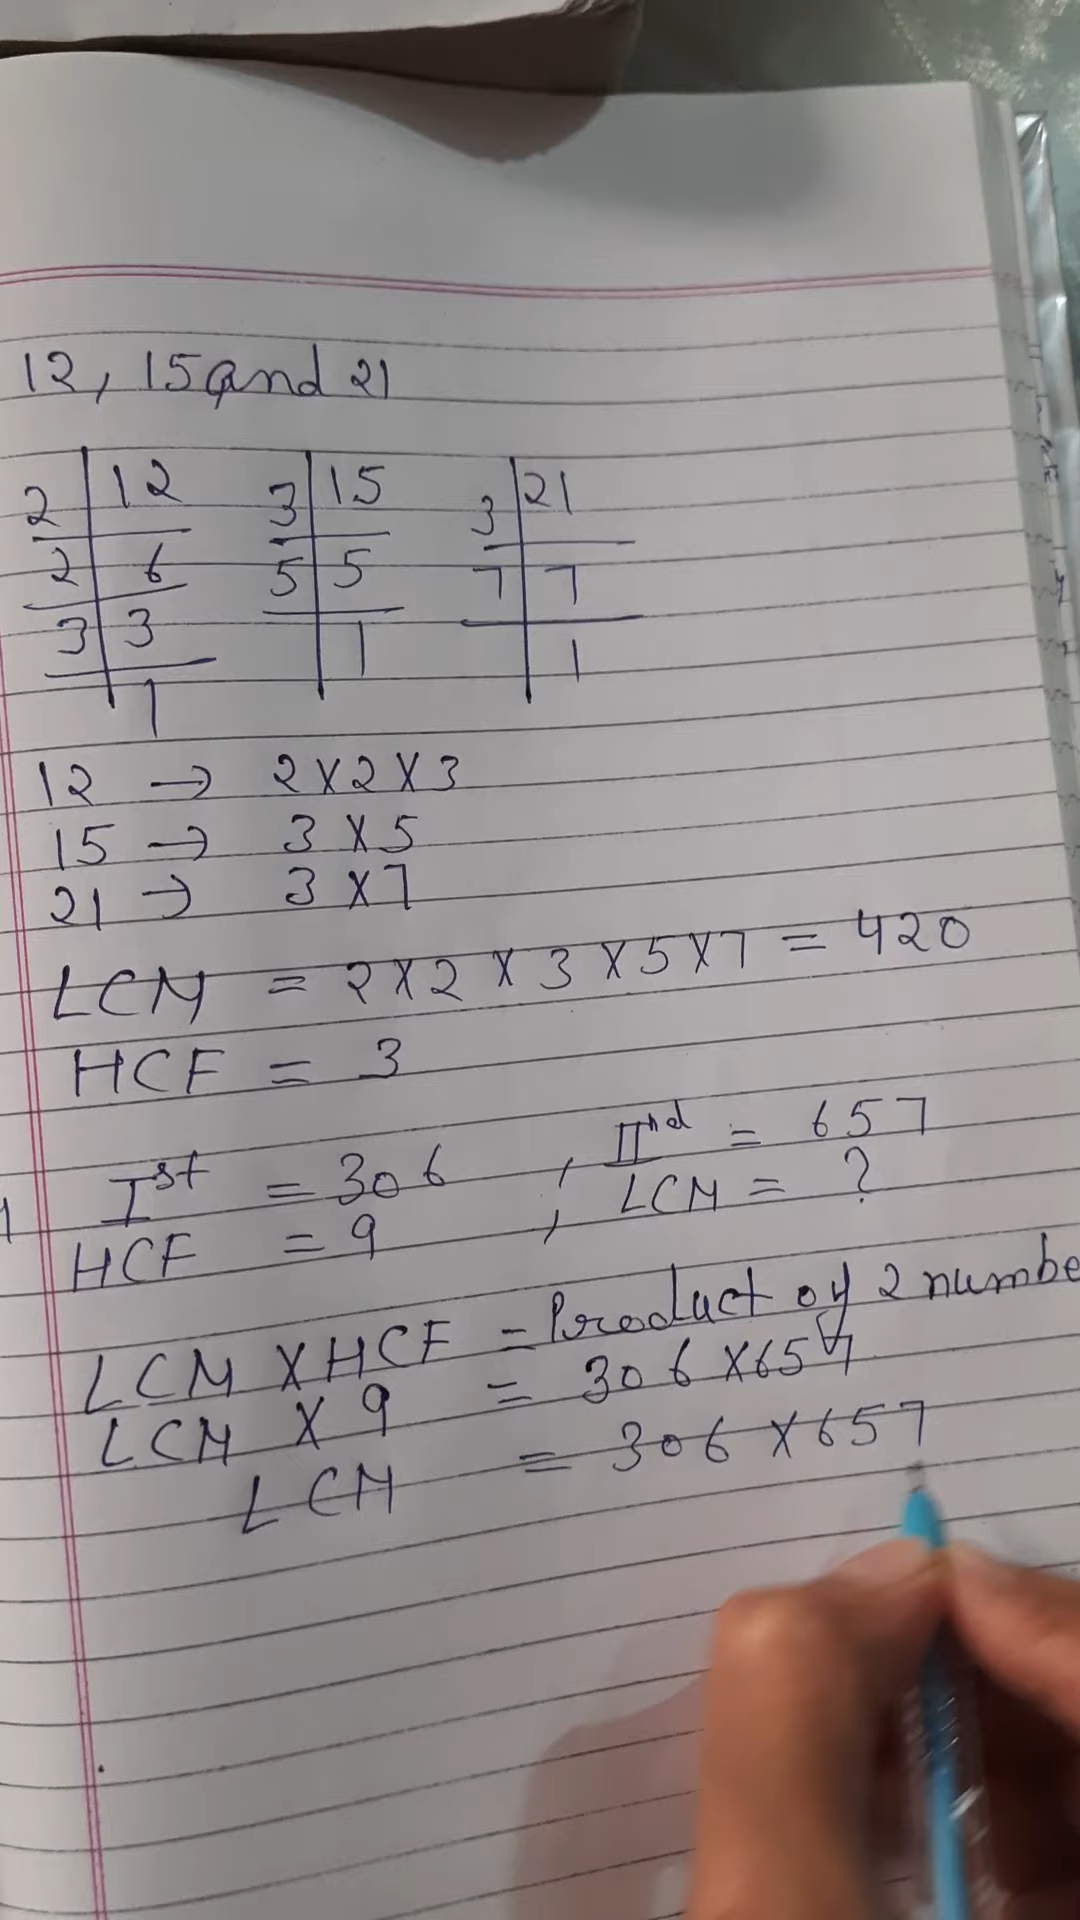 12, 15 and 21
2 | 12   3 | 15   3 | 21
2 | 6   5 | 5   7 | 7
3 | 3   | 1   | 1
| 1
12 → 2 X 2 X 3
15 → 3 X 5
21 → 3 X 7
LCM = 2 X 2 X 3 X 5 X 7 = 420
HCF = 3
Ist = 306 , IInd = 657
HCF = 9 , LCM = ?
LCM X HCF = Product of 2 numbe
LCM X 9 = 306 X 657
LCM = 306 X 657